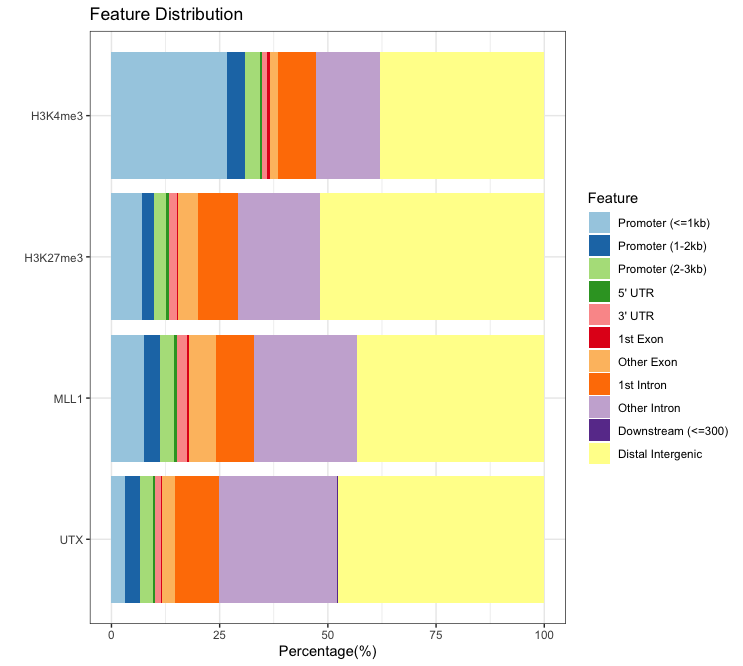 Feature Distribution
H3K4me3
H3K27me3
MLL1
UTX
0 25 50 75 100
Percentage(%)
Feature
Promoter (<=1kb)
Promoter (1-2kb)
Promoter (2-3kb)
5' UTR
3' UTR
1st Exon
Other Exon
1st Intron
Other Intron
Downstream (<=300)
Distal Intergenic